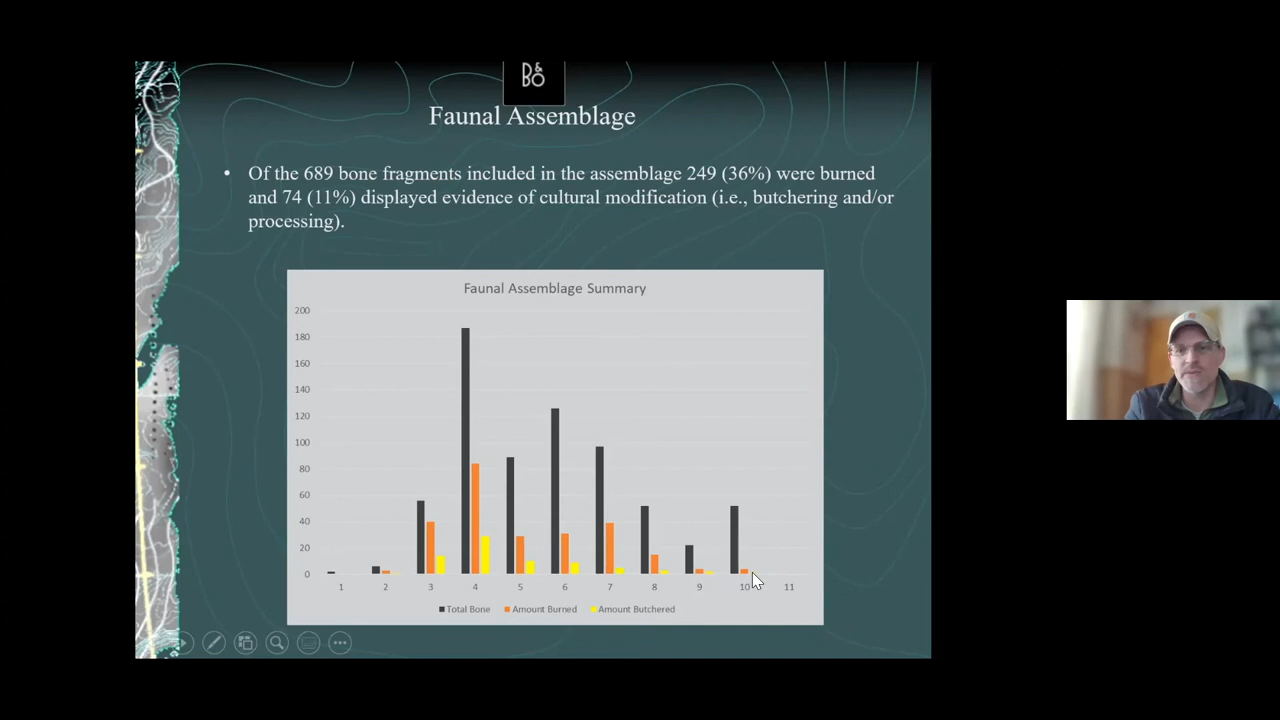 B&O
Faunal Assemblage
• Of the 689 bone fragments included in the assemblage 249 (36%) were burned
and 74 (11%) displayed evidence of cultural modification (i.e., butchering and/or
processing).
Faunal Assemblage Summary
200
180
160
140
120
100
80
60
40
20
0
1 2 3 4 5 6 7 8 9 10 11
Total Bone Amount Burned Amount Butchered